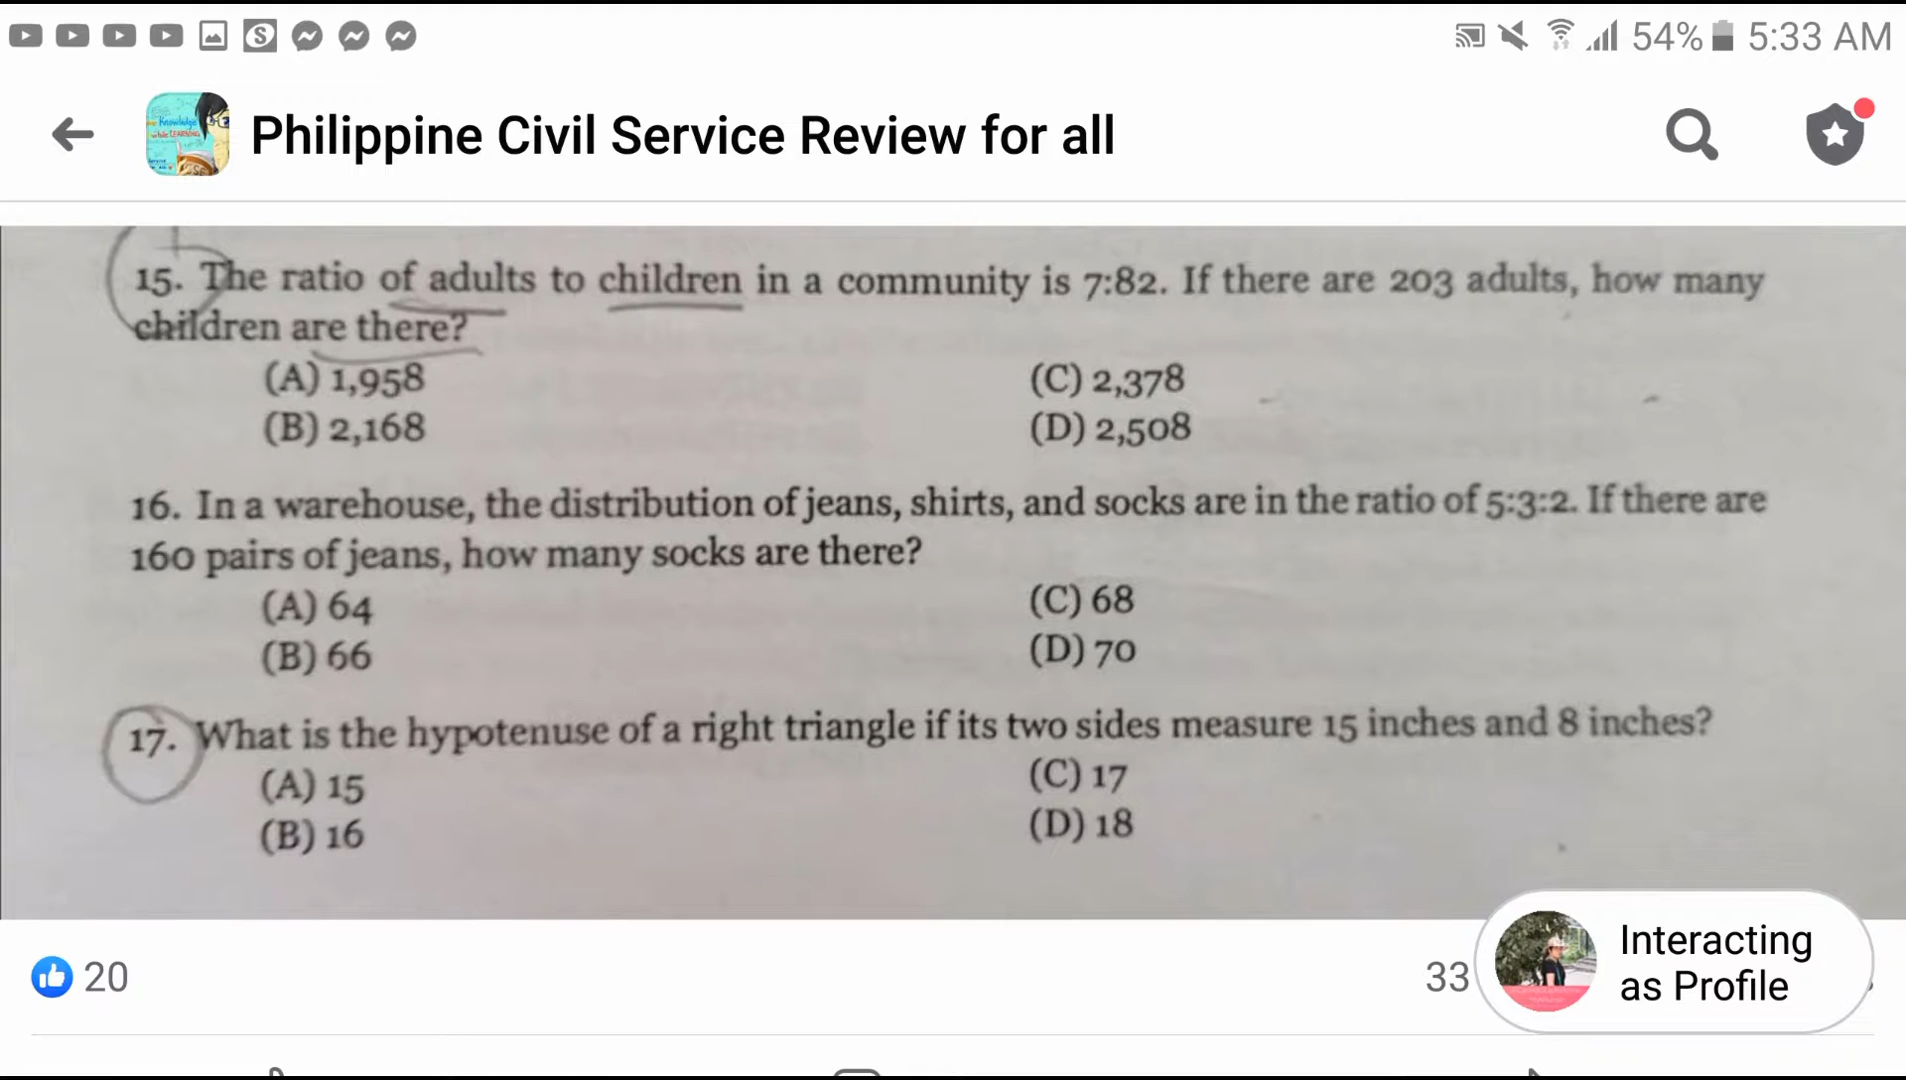 54% 5:33 AM
Philippine Civil Service Review for all
15. The ratio of adults to children in a community is 7:82. If there are 203 adults, how many
children are there?
(A) 1,958
(C) 2,378
(B) 2,168
(D) 2,508
16. In a warehouse, the distribution of jeans, shirts, and socks are in the ratio of 5:3:2. If there are
160 pairs of jeans, how many socks are there?
(A) 64
(C) 68
(B) 66
(D) 70
17. What is the hypotenuse of a right triangle if its two sides measure 15 inches and 8 inches?
(A) 15
(C) 17
(B) 16
(D) 18
20
33
Interacting
as Profile